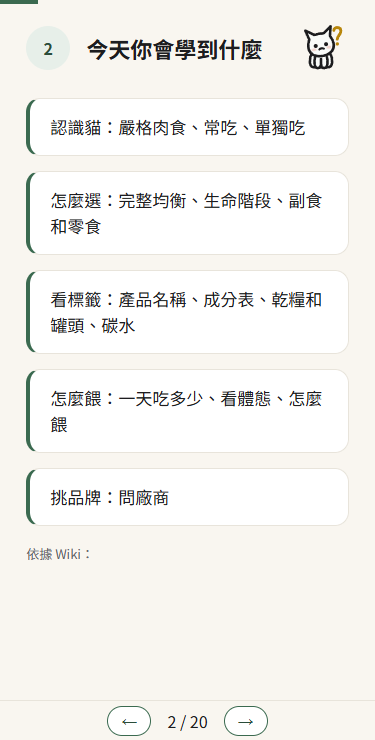 2
今天你會學到什麼
?
認識貓：嚴格肉食、常吃、單獨吃
怎麼選：完整均衡、生命階段、副食
和零食
看標籤：產品名稱、成分表、乾糧和
罐頭、碳水
怎麼餵：一天吃多少、看體態、怎麼
餵
挑品牌：問廠商
依據 Wiki：
← 2 / 20 →